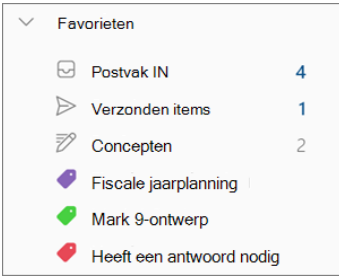 Favorieten
Postvak IN 4
Verzonden items 1
Concepten 2
Fiscale jaarplanning
Mark 9-ontwerp
Heeft een antwoord nodig